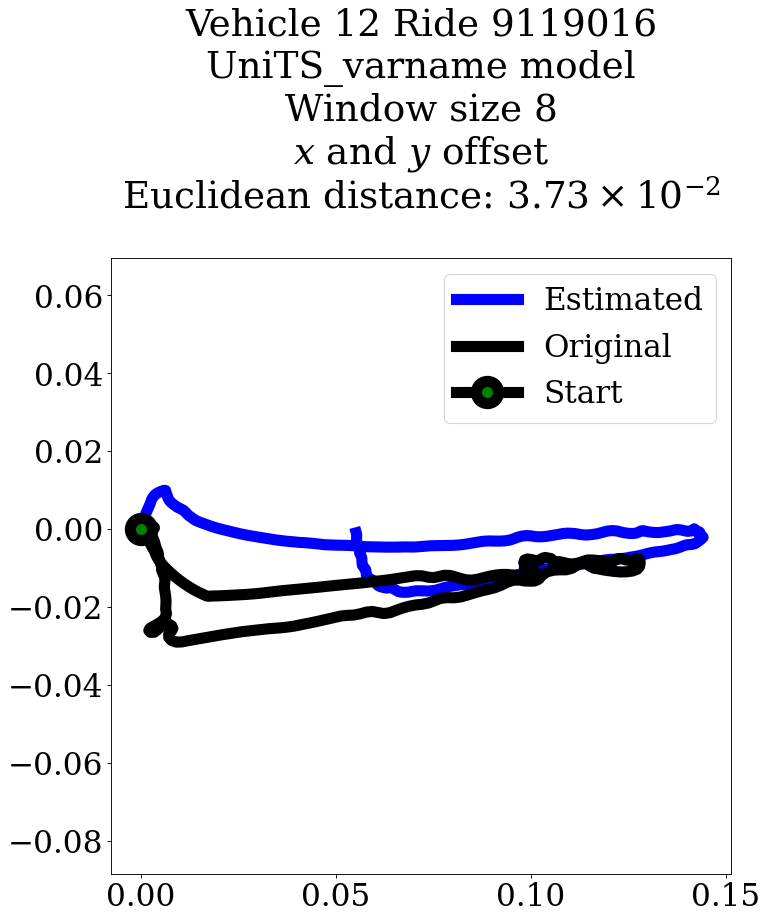 Vehicle 12 Ride 9119016
UniTS_varname model
Window size 8
x and y offset
Euclidean distance: 3.73 × 10⁻²
Estimated
Original
Start
0.06
0.04
0.02
0.00
−0.02
−0.04
−0.06
−0.08
0.00 0.05 0.10 0.15